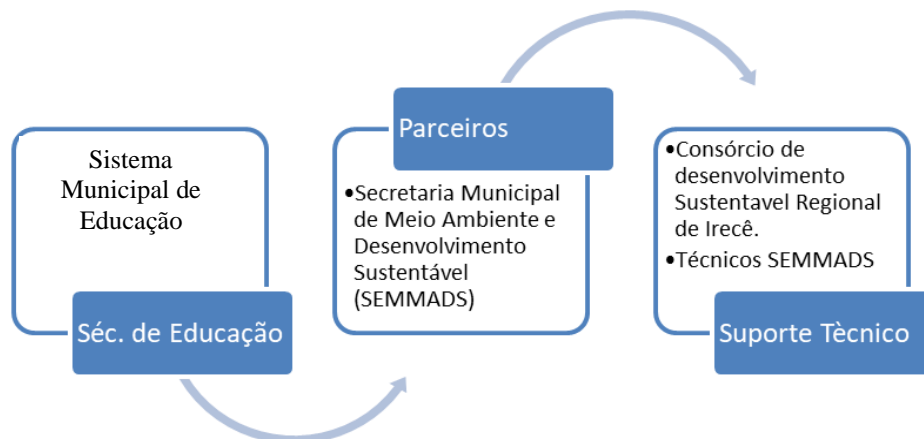 Sistema
Municipal de
Educação
Séc. de Educação
Parceiros
•Secretaria Municipal
de Meio Ambiente e
Desenvolvimento
Sustentável
(SEMMADS)
•Consórcio de
desenvolvimento
Sustentavel Regional
de Irecê.
•Técnicos SEMMADS
Suporte Tècnico